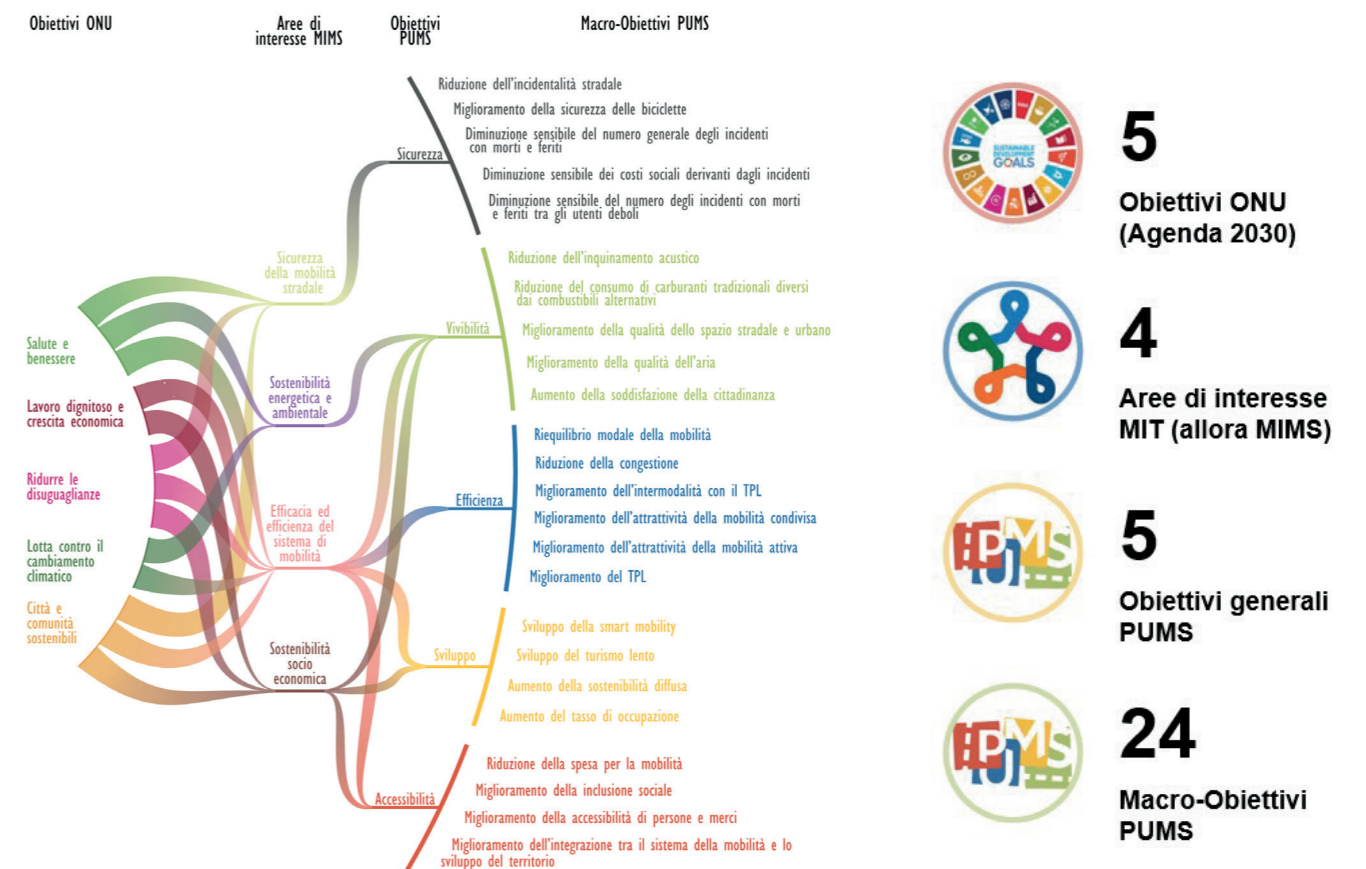 Obiettivi ONU
Aree di
interesse MIMS
Obiettivi
PUMS
Macro-Obiettivi PUMS
Salute e
benessere
Lavoro dignitoso e
crescita economica
Ridurre le
disuguaglianze
Lotta contro il
cambiamento
climatico
Città e
comunità
sostenibili
Sicurezza
della mobilità
stradale
Sostenibilità
energetica e
ambientale
Efficacia ed
efficienza del
sistema di
mobilità
Sostenibilità
socio
economica
Sicurezza
Riduzione dell'incidentalità stradale
Miglioramento della sicurezza delle biciclette
Diminuzione sensibile del numero generale degli incidenti
con morti e feriti
Diminuzione sensibile dei costi sociali derivanti dagli incidenti
Diminuzione sensibile del numero degli incidenti con morti
e feriti tra gli utenti deboli
Vivibilità
Riduzione dell'inquinamento acustico
Riduzione del consumo di carburanti tradizionali diversi
dai combustibili alternativi
Miglioramento della qualità dello spazio stradale e urbano
Miglioramento della qualità dell'aria
Aumento della soddisfazione della cittadinanza
Efficienza
Riequilibrio modale della mobilità
Riduzione della congestione
Miglioramento dell'intermodalità con il TPL
Miglioramento dell'attrattività della mobilità condivisa
Miglioramento dell'attrattività della mobilità attiva
Miglioramento del TPL
Sviluppo
Sviluppo della smart mobility
Sviluppo del turismo lento
Aumento della sostenibilità diffusa
Aumento del tasso di occupazione
Accessibilità
Riduzione della spesa per la mobilità
Miglioramento della inclusione sociale
Miglioramento della accessibilità di persone e merci
Miglioramento dell'integrazione tra il sistema della mobilità e lo
sviluppo del territorio
SUSTAINABLE
DEVELOPMENT
GOALS
5
Obiettivi ONU
(Agenda 2030)
4
Aree di interesse
MIT (allora MIMS)
PUMS
5
Obiettivi generali
PUMS
PUMS
24
Macro-Obiettivi
PUMS